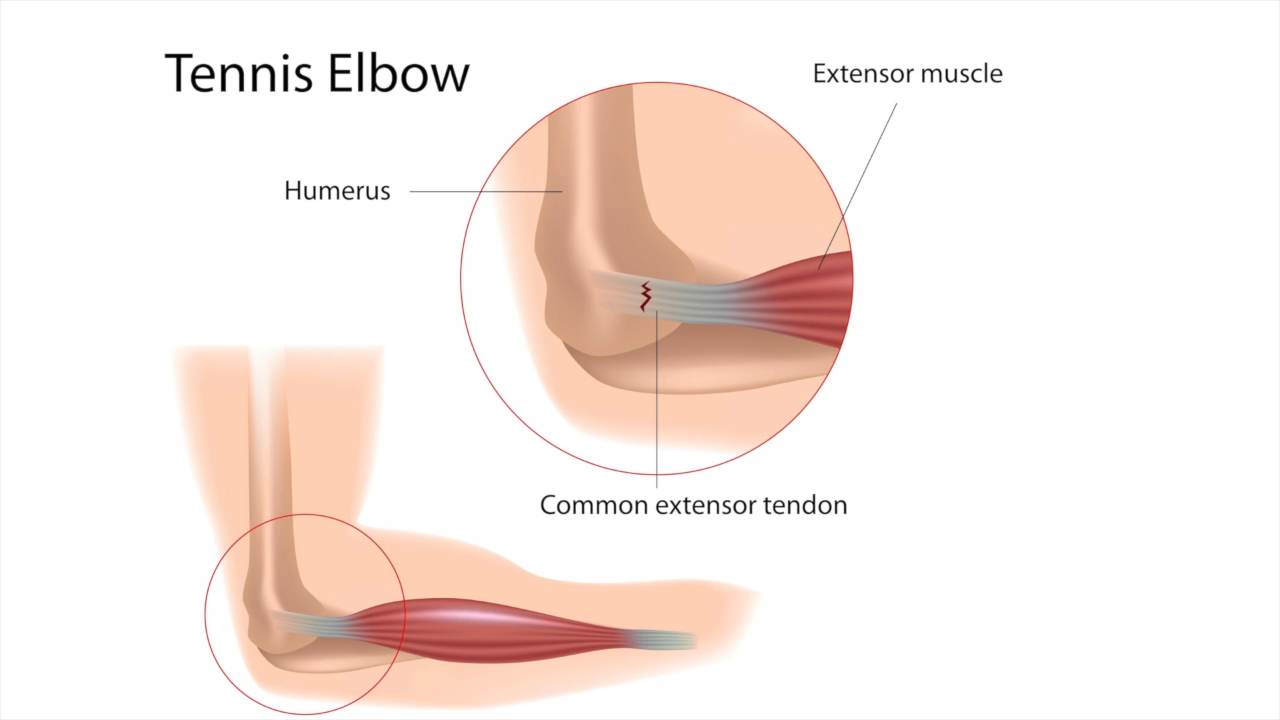 Tennis Elbow
Extensor muscle
Humerus
Common extensor tendon